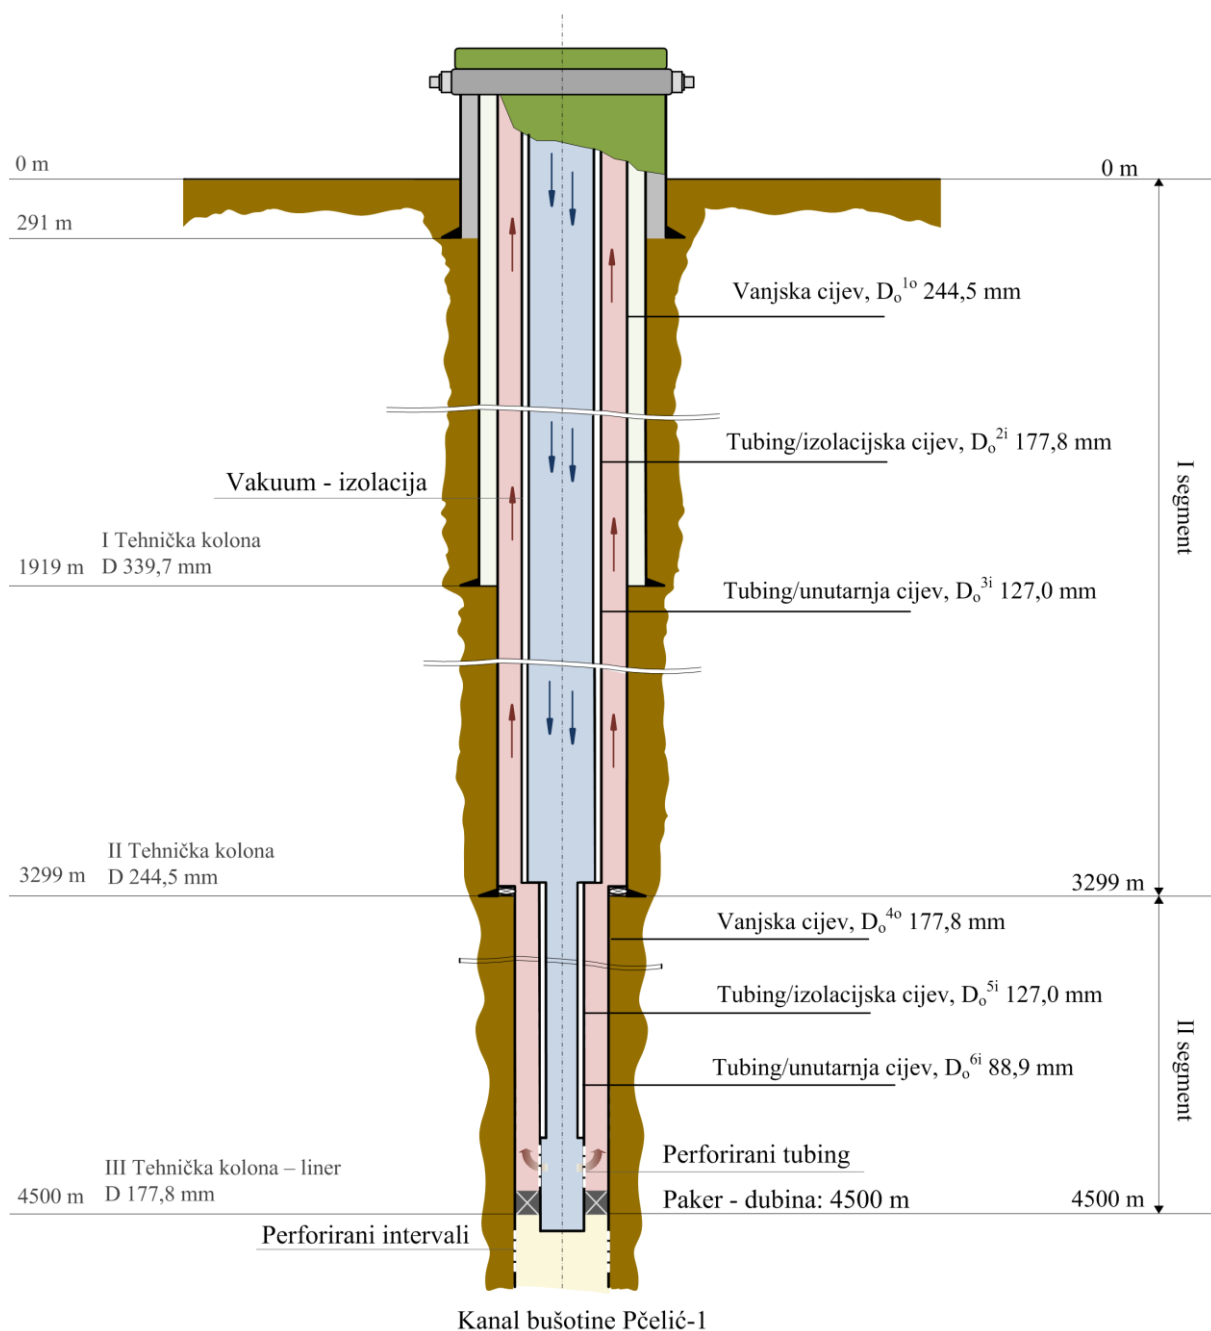 0 m
0 m
291 m
Vanjska cijev, Dₒ¹ᵒ 244,5 mm
Tubing/izolacijska cijev, Dₒ²ⁱ 177,8 mm
Vakuum - izolacija
I segment
I Tehnička kolona
1919 m D 339,7 mm
Tubing/unutarnja cijev, Dₒ³ⁱ 127,0 mm
II Tehnička kolona
3299 m D 244,5 mm
3299 m
Vanjska cijev, Dₒ⁴ᵒ 177,8 mm
Tubing/izolacijska cijev, Dₒ⁵ⁱ 127,0 mm
II segment
Tubing/unutarnja cijev, Dₒ⁶ⁱ 88,9 mm
Perforirani tubing
III Tehnička kolona – liner
4500 m D 177,8 mm
Paker - dubina: 4500 m
4500 m
Perforirani intervali
Kanal bušotine Pčelić-1